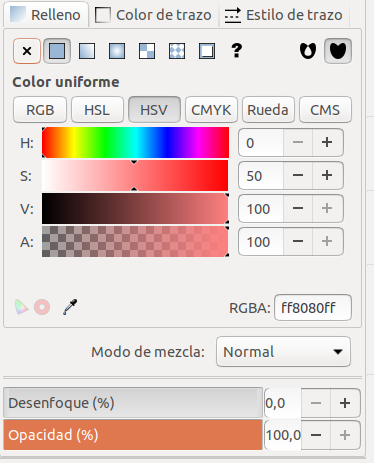 Relleno Color de trazo Estilo de trazo
?
Color uniforme
RGB HSL HSV CMYK Rueda CMS
H: 0
S: 50
V: 100
A: 100
RGBA: ff8080ff
Modo de mezcla: Normal
Desenfoque (%) 0,0
Opacidad (%) 100,0